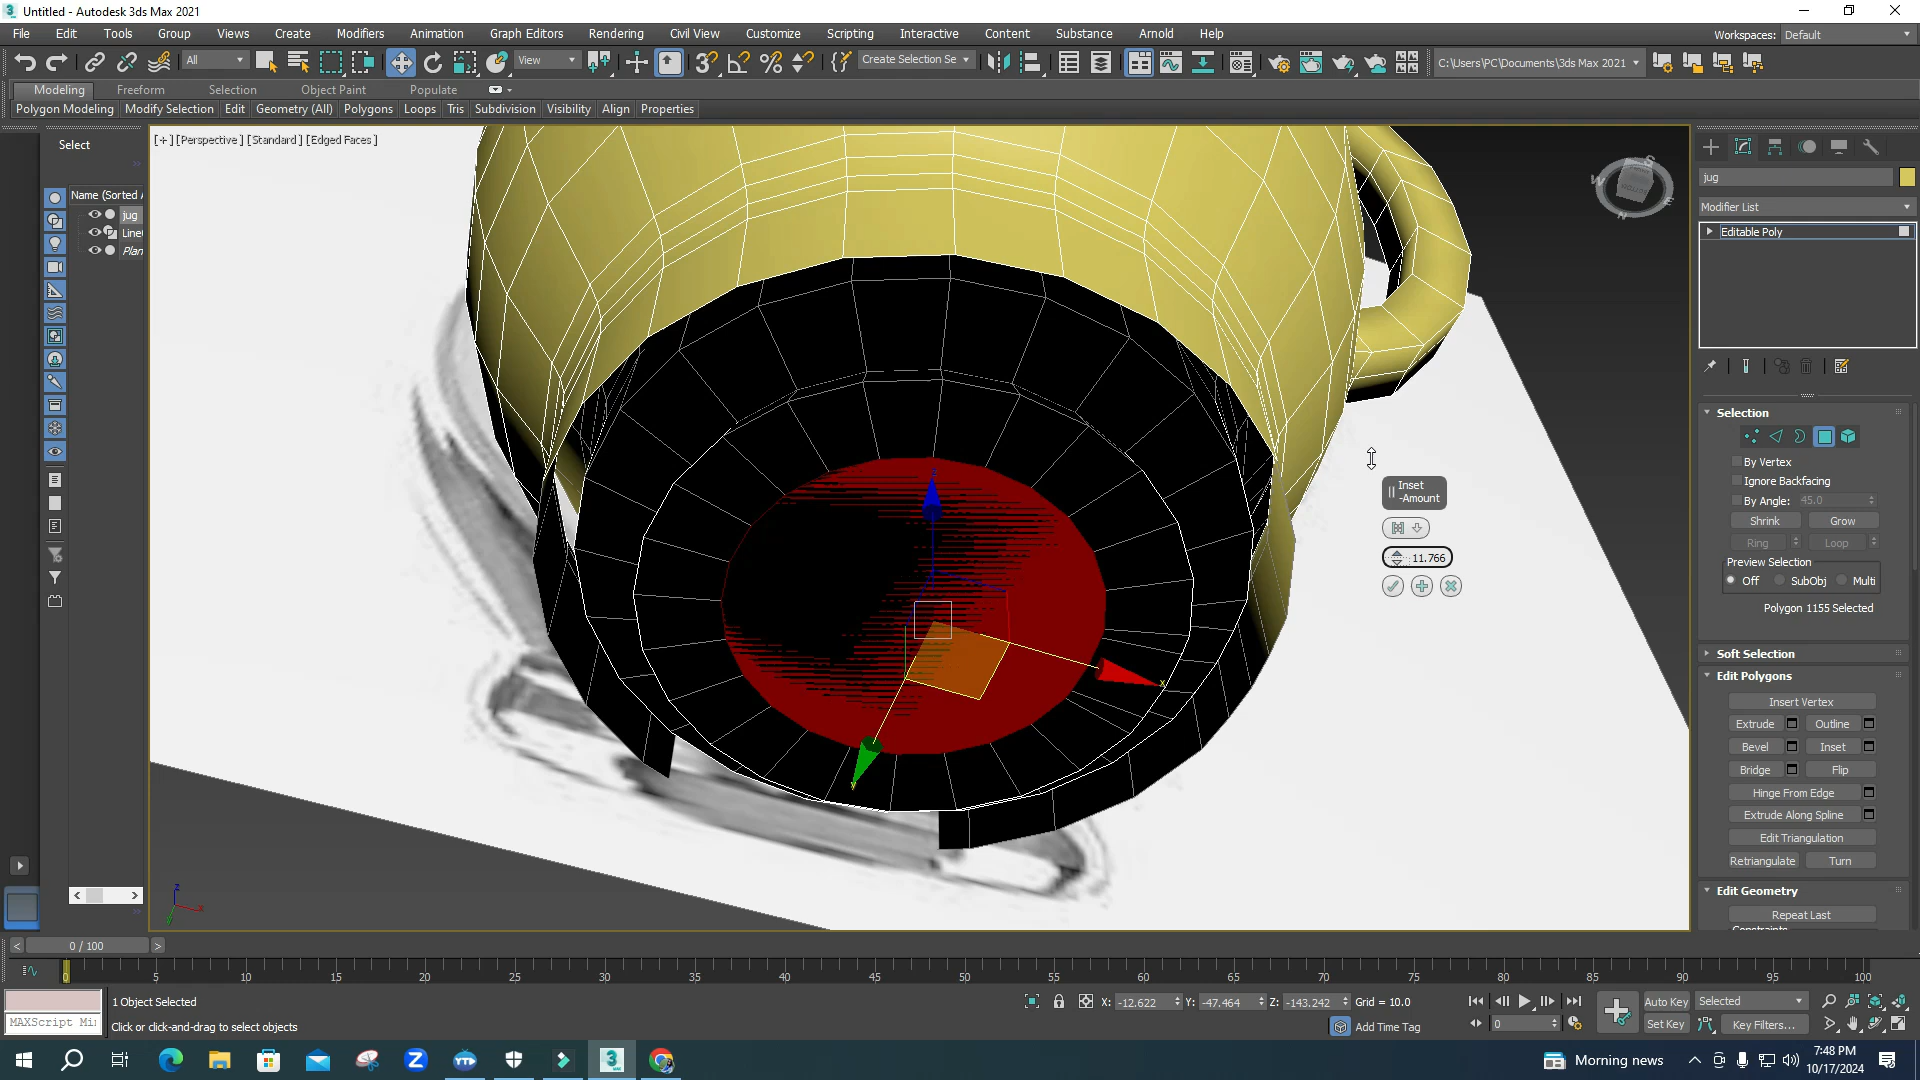 Untitled - Autodesk 3ds Max 2021
File Edit Tools Group Views Create Modifiers Animation Graph Editors Rendering Civil View Customize Scripting Interactive Content Substance Arnold Help
Workspaces: Default
All View Create Selection Se C:\Users\PC\Documents\3ds Max 2021
Modeling Freeform Selection Object Paint Populate
Polygon Modeling Modify Selection Edit Geometry (All) Polygons Loops Tris Subdivision Visibility Align Properties
Select
[+] [Perspective] [Standard] [Edged Faces]
Name (Sorted A
jug
Line
Plan
jug
Modifier List
Editable Poly
Selection
By Vertex
Ignore Backfacing
By Angle: 45.0
Shrink Grow
Ring Loop
Preview Selection
Off SubObj Multi
Polygon 1155 Selected
Soft Selection
Edit Polygons
Insert Vertex
Extrude Outline
Bevel Inset
Bridge Flip
Hinge From Edge
Extrude Along Spline
Edit Triangulation
Retriangulate Turn
Edit Geometry
Repeat Last
Constraints
Inset
-Amount
11.766
z
x
y
z
x
y
S
W
E
N
0 / 100
0 5 10 15 20 25 30 35 40 45 50 55 60 65 70 75 80 85 90 95 100
1 Object Selected
X: -12.622 Y: -47.464 Z: -143.242 Grid = 10.0
Auto Key Selected
MAXScript Mi
Click or click-and-drag to select objects
Add Time Tag
0
Set Key Key Filters...
Morning news
7:48 PM
10/17/2024